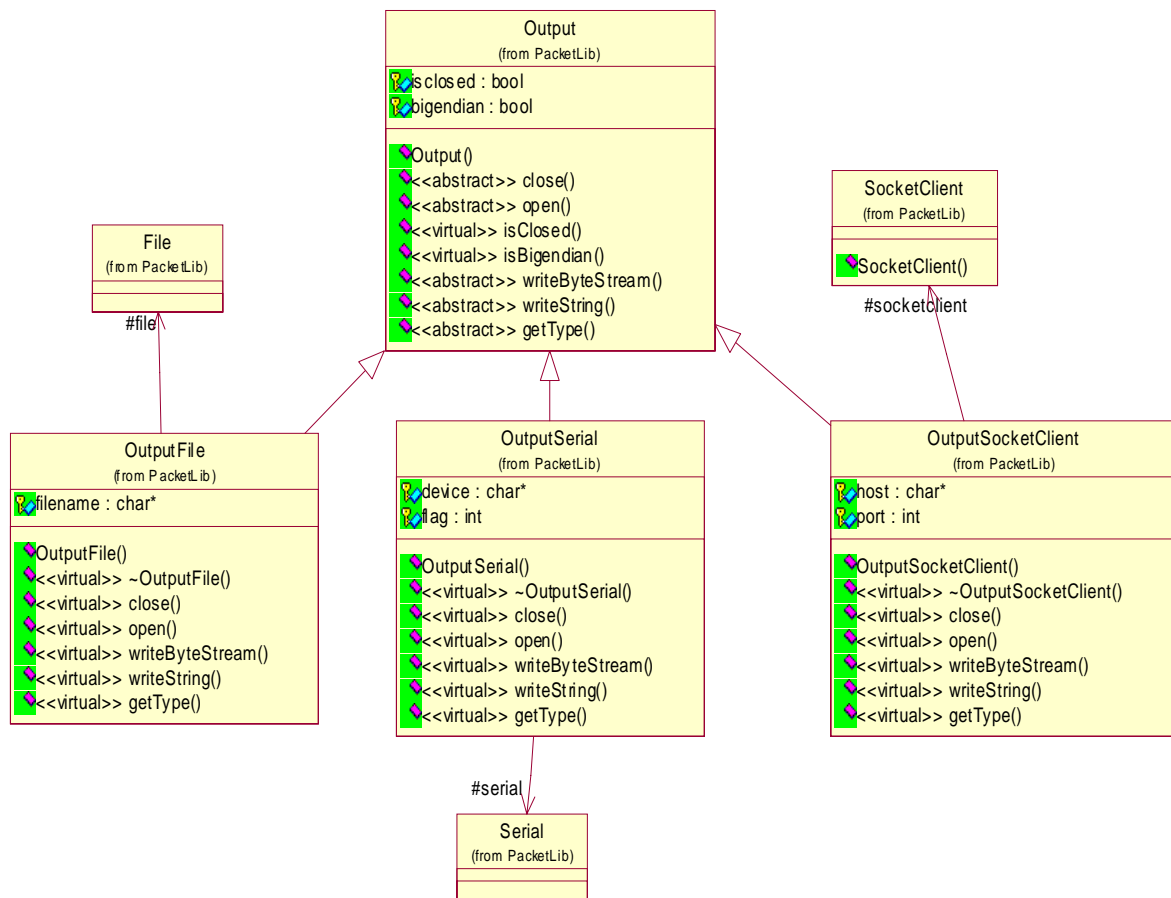 Output
(from PacketLib)
isclosed : bool
bigendian : bool
Output()
<<abstract>> close()
<<abstract>> open()
<<virtual>> isClosed()
<<virtual>> isBigendian()
<<abstract>> writeByteStream()
<<abstract>> writeString()
<<abstract>> getType()
File
(from PacketLib)
#file
SocketClient
(from PacketLib)
SocketClient()
#socketclient
OutputFile
(from PacketLib)
filename : char*
OutputFile()
<<virtual>> ~OutputFile()
<<virtual>> close()
<<virtual>> open()
<<virtual>> writeByteStream()
<<virtual>> writeString()
<<virtual>> getType()
OutputSerial
(from PacketLib)
device : char*
flag : int
OutputSerial()
<<virtual>> ~OutputSerial()
<<virtual>> close()
<<virtual>> open()
<<virtual>> writeByteStream()
<<virtual>> writeString()
<<virtual>> getType()
OutputSocketClient
(from PacketLib)
host : char*
port : int
OutputSocketClient()
<<virtual>> ~OutputSocketClient()
<<virtual>> close()
<<virtual>> open()
<<virtual>> writeByteStream()
<<virtual>> writeString()
<<virtual>> getType()
#serial
Serial
(from PacketLib)